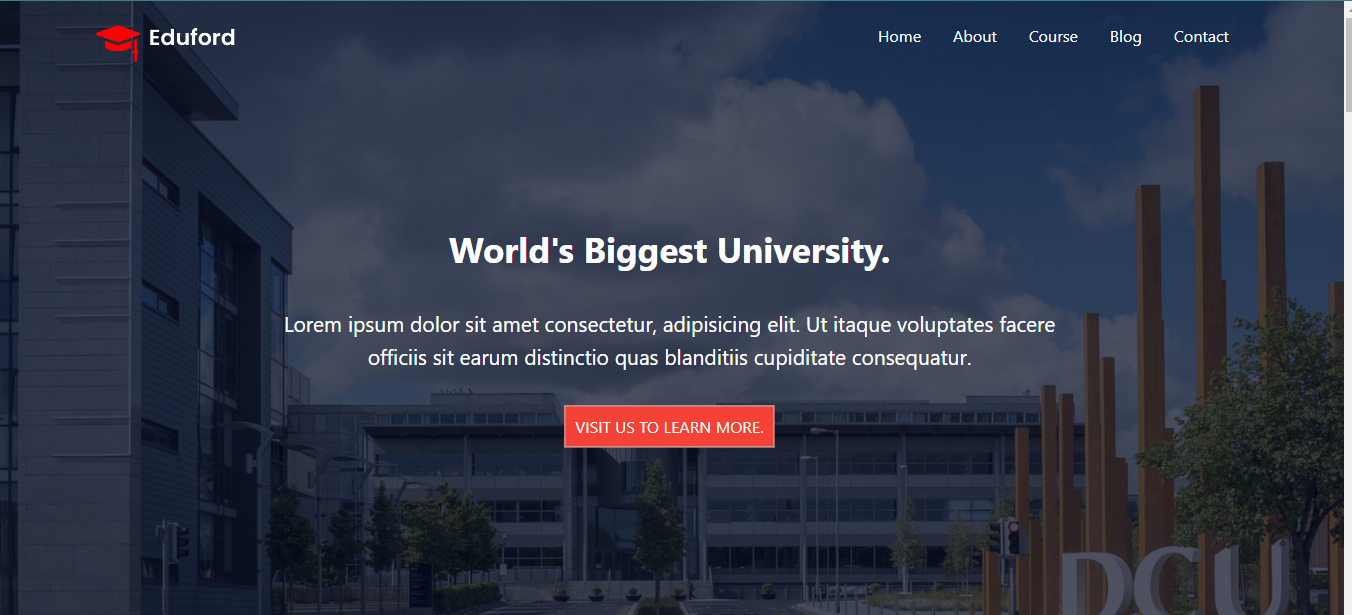 Eduford
Home About Course Blog Contact
World's Biggest University.
Lorem ipsum dolor sit amet consectetur, adipisicing elit. Ut itaque voluptates facere
officiis sit earum distinctio quas blanditiis cupiditate consequatur.
VISIT US TO LEARN MORE.
DCU